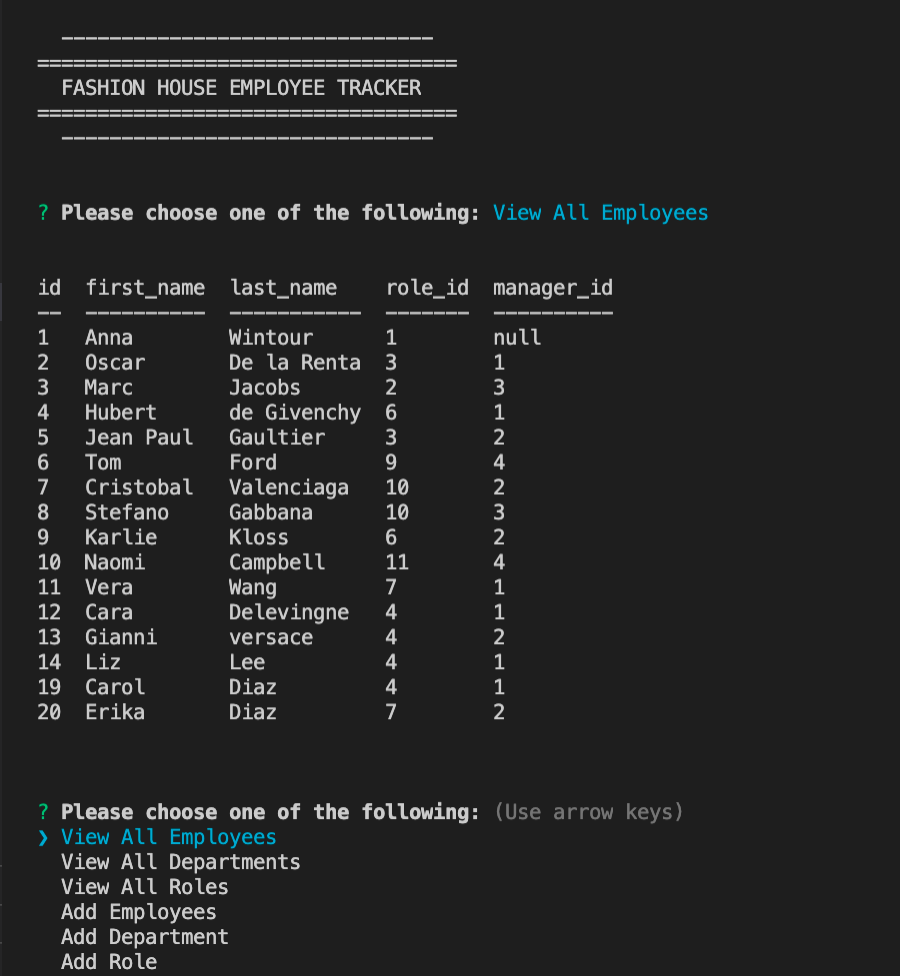 -------------------------------
===================================
FASHION HOUSE EMPLOYEE TRACKER
===================================
-------------------------------
? Please choose one of the following: View All Employees
id  first_name  last_name    role_id  manager_id
--  ----------  -----------  -------  ----------
1   Anna        Wintour      1        null
2   Oscar       De la Renta  3        1
3   Marc        Jacobs       2        3
4   Hubert      de Givenchy  6        1
5   Jean Paul   Gaultier     3        2
6   Tom         Ford         9        4
7   Cristobal   Valenciaga   10       2
8   Stefano     Gabbana      10       3
9   Karlie      Kloss        6        2
10  Naomi       Campbell     11       4
11  Vera        Wang         7        1
12  Cara        Delevingne   4        1
13  Gianni      versace      4        2
14  Liz         Lee          4        1
19  Carol       Diaz         4        1
20  Erika       Diaz         7        2
? Please choose one of the following: (Use arrow keys)
❯ View All Employees
View All Departments
View All Roles
Add Employees
Add Department
Add Role